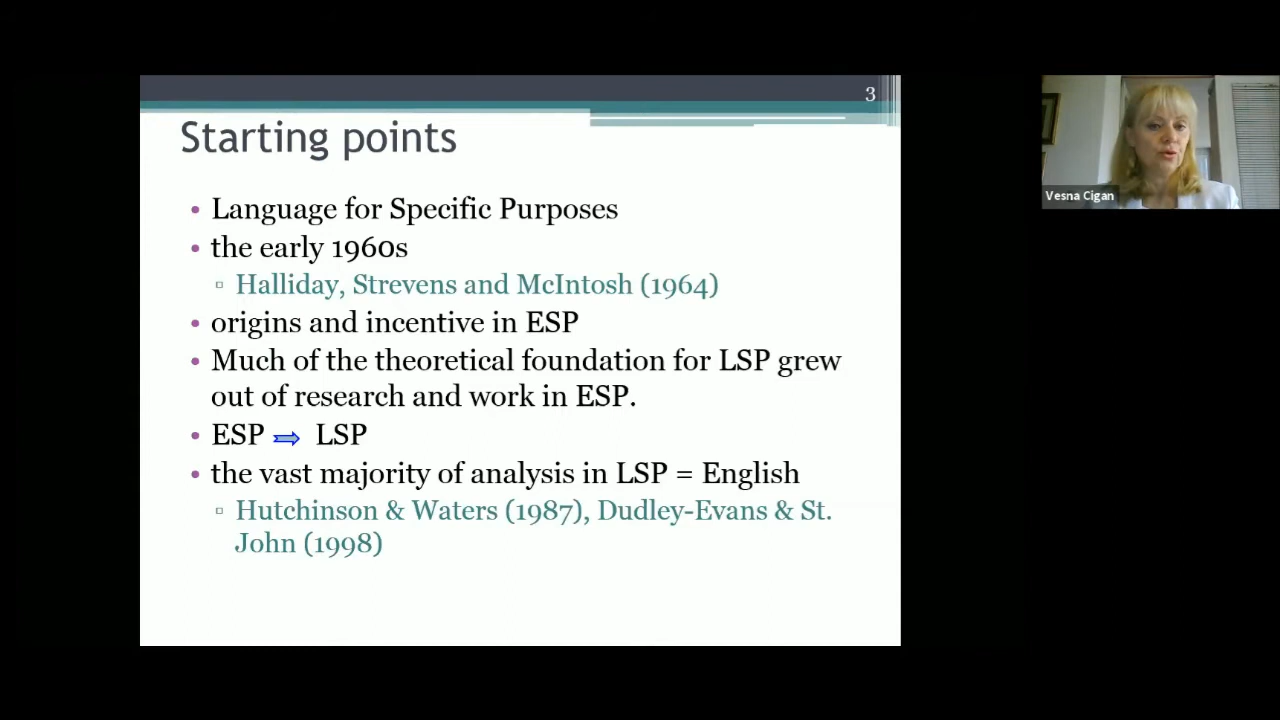 3
Starting points
• Language for Specific Purposes
• the early 1960s
▫ Halliday, Strevens and McIntosh (1964)
• origins and incentive in ESP
• Much of the theoretical foundation for LSP grew
out of research and work in ESP.
• ESP ⇨ LSP
• the vast majority of analysis in LSP = English
▫ Hutchinson & Waters (1987), Dudley-Evans & St.
John (1998)
Vesna Cigan